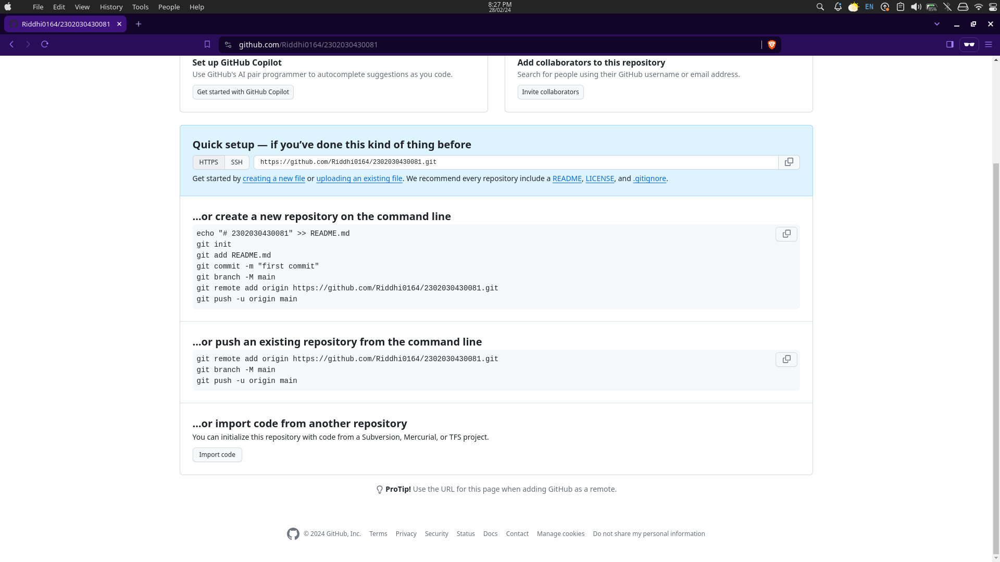 File Edit View History Tools People Help
8:27 PM
28/02/24
EN
85%
Riddhi0164/2302030430081
github.com/Riddhi0164/2302030430081
Set up GitHub Copilot
Use GitHub's AI pair programmer to autocomplete suggestions as you code.
Get started with GitHub Copilot
Add collaborators to this repository
Search for people using their GitHub username or email address.
Invite collaborators
Quick setup — if you’ve done this kind of thing before
HTTPS SSH https://github.com/Riddhi0164/2302030430081.git
Get started by creating a new file or uploading an existing file. We recommend every repository include a README, LICENSE, and .gitignore.
…or create a new repository on the command line
echo "# 2302030430081" >> README.md
git init
git add README.md
git commit -m "first commit"
git branch -M main
git remote add origin https://github.com/Riddhi0164/2302030430081.git
git push -u origin main
…or push an existing repository from the command line
git remote add origin https://github.com/Riddhi0164/2302030430081.git
git branch -M main
git push -u origin main
…or import code from another repository
You can initialize this repository with code from a Subversion, Mercurial, or TFS project.
Import code
ProTip! Use the URL for this page when adding GitHub as a remote.
© 2024 GitHub, Inc. Terms Privacy Security Status Docs Contact Manage cookies Do not share my personal information